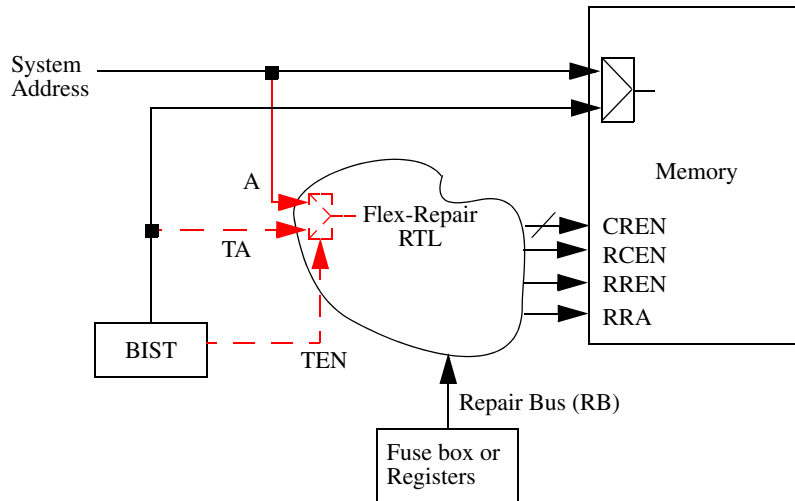 System
Address
Memory
A
Flex-Repair
RTL
CREN
TA
RCEN
RREN
RRA
BIST
TEN
Repair Bus (RB)
Fuse box or
Registers